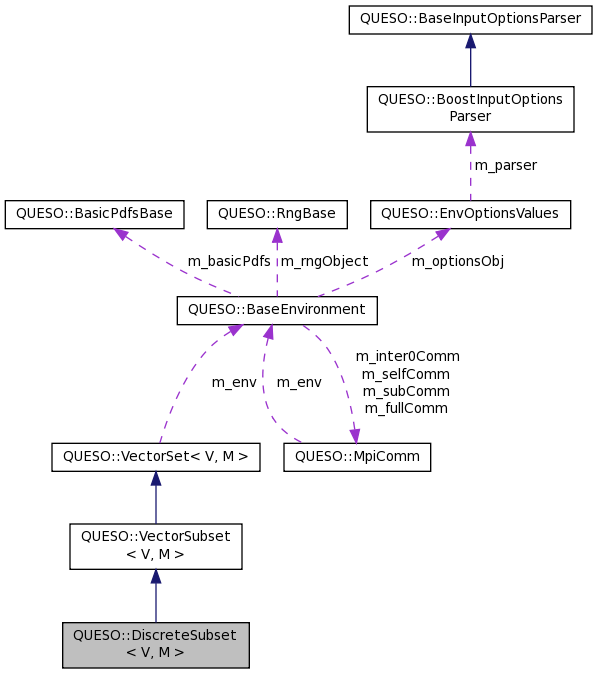 QUESO::BaseInputOptionsParser
QUESO::BoostInputOptions
Parser
m_parser
QUESO::BasicPdfsBase
QUESO::RngBase
QUESO::EnvOptionsValues
m_basicPdfs
m_rngObject
m_optionsObj
QUESO::BaseEnvironment
m_env
m_env
m_inter0Comm
m_selfComm
m_subComm
m_fullComm
QUESO::VectorSet< V, M >
QUESO::MpiComm
QUESO::VectorSubset
< V, M >
QUESO::DiscreteSubset
< V, M >